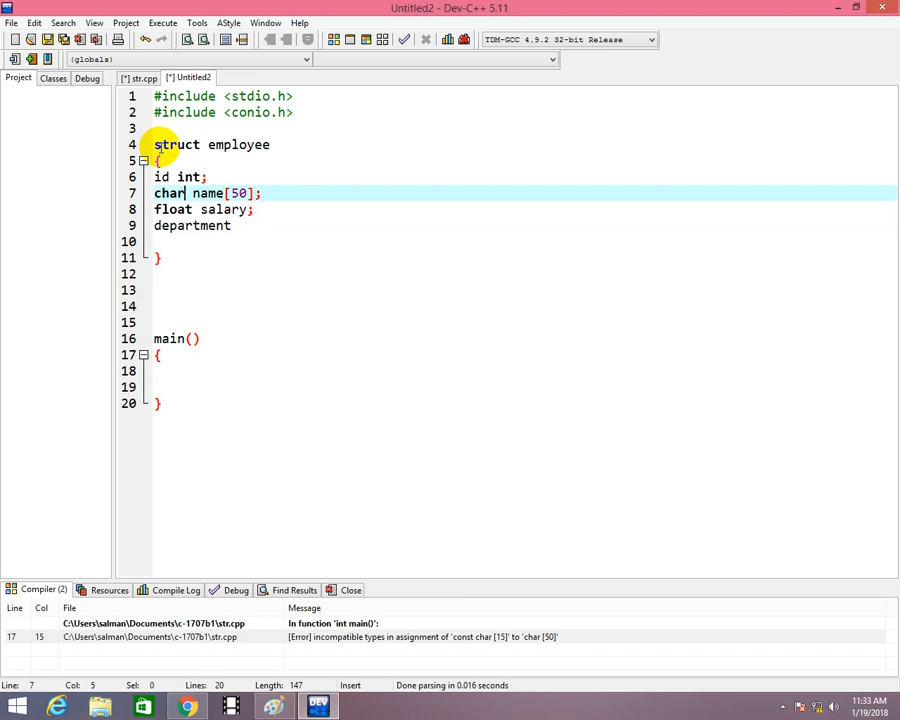 Untitled2 - Dev-C++ 5.11
File Edit View Search Project Execute Tools AStyle Window Help
TDM-GCC 4.9.2 32-bit Release
(globals)
Project Classes Debug [*] str.cpp [*] Untitled2
1 #include <stdio.h>
2 #include <conio.h>
3
4 struct employee
5 {
6 id int;
7 char name[50];
8 float salary;
9 department
10
11 }
12
13
14
15
16 main()
17 {
18
19
20 }
Compiler (2) Resources Compile Log Debug Find Results Close
Line Col File Message
C:\Users\salman\Documents\c-1707b1\str.cpp In function 'int main()':
17 15 C:\Users\salman\Documents\c-1707b1\str.cpp [Error] incompatible types in assignment of 'const char [15]' to 'char [50]'
Line: 7 Col: 5 Sel: 0 Lines: 20 Length: 147 Insert Done parsing in 0.016 seconds
DEV
11:33 AM
1/19/2018